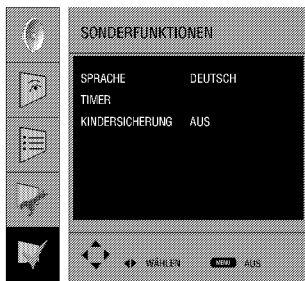 SONDERFUNKTIONEN
SPRACHE DEUTSCH
TIMER
KINDERSICHERUNG AUS
WÄHLEN MENU AUS